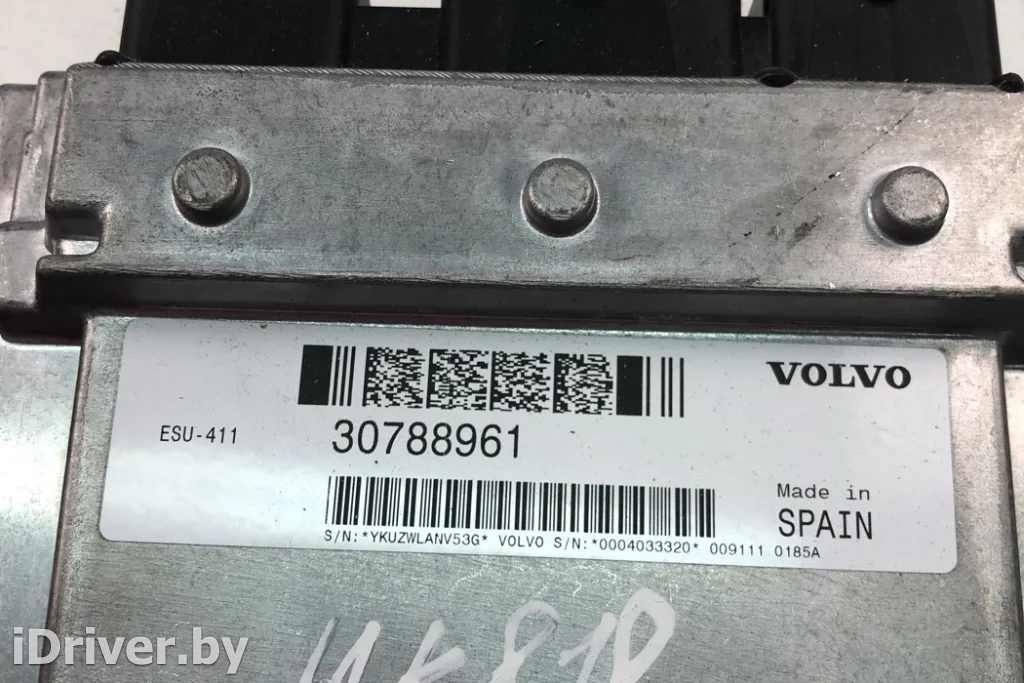 VOLVO
ESU-411
30788961
Made in
SPAIN
S/N:*YKUZWLANV53G* VOLVO S/N:*0004033320* 009111 0185A
iDriver.by